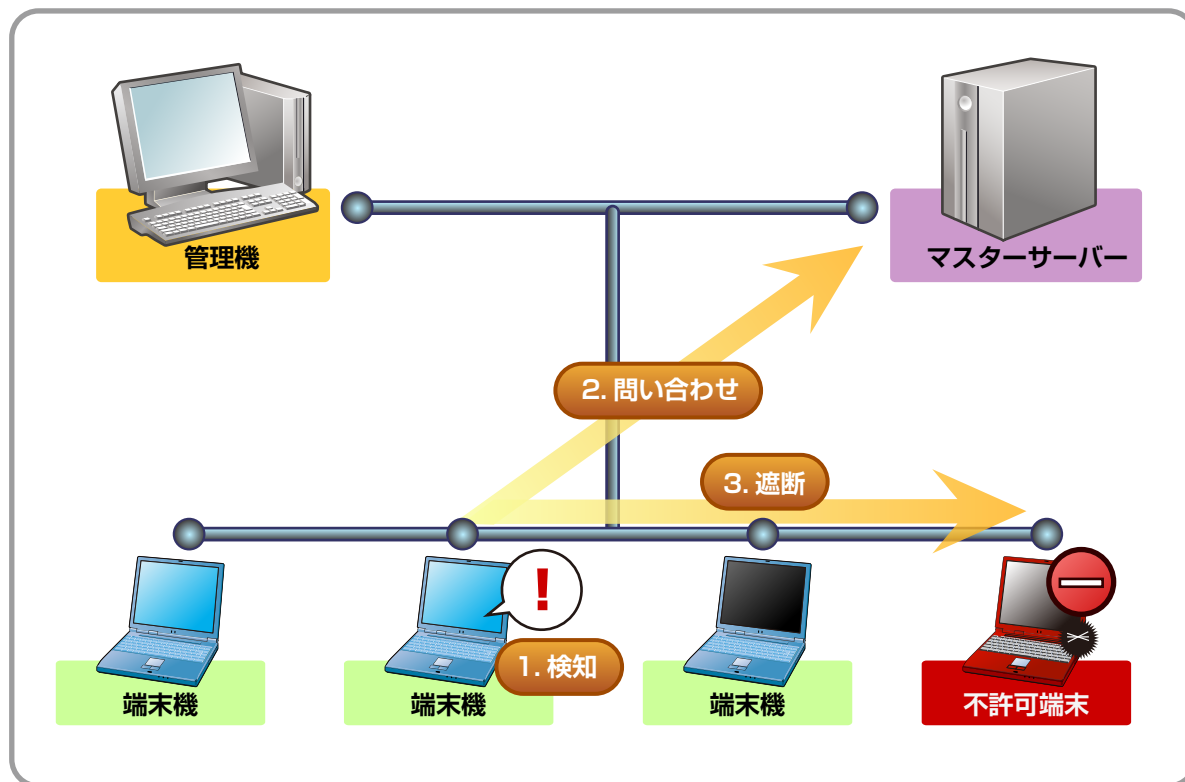 管理機
マスターサーバー
2. 問い合わせ
3. 遮断
!
1. 検知
端末機
端末機
端末機
不許可端末